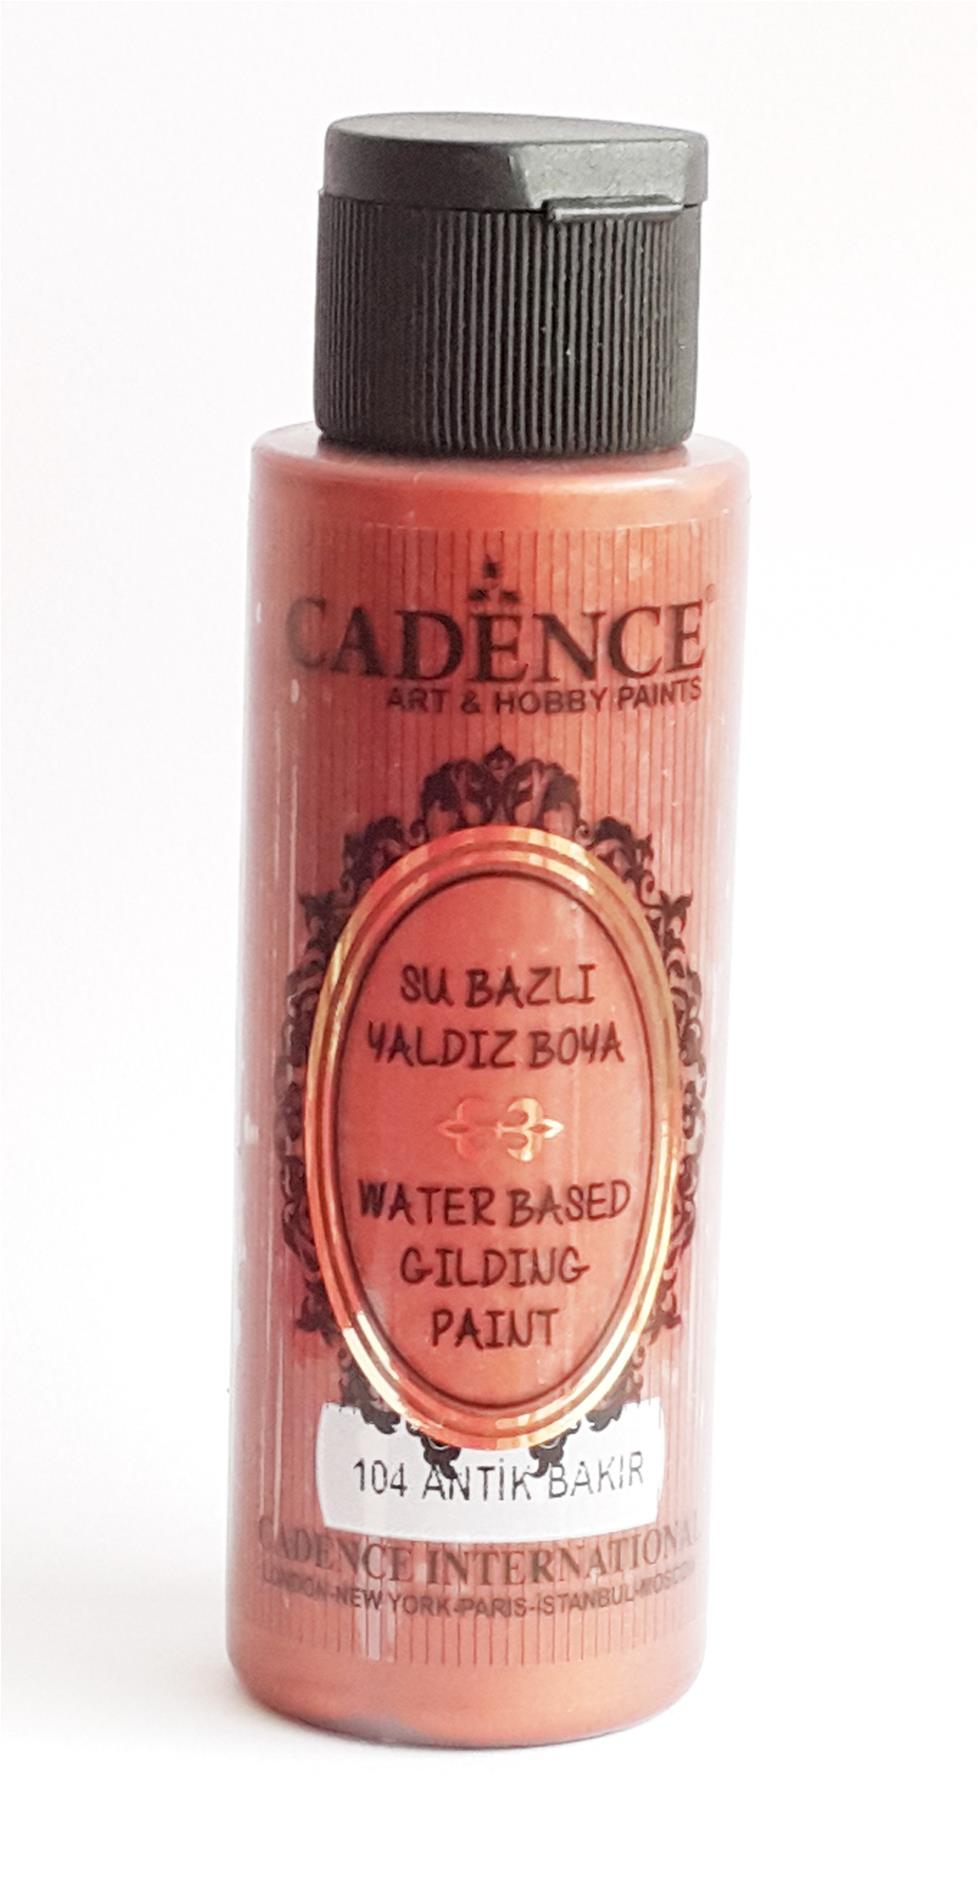 CADENCE®
ART & HOBBY PAINTS
SU BAZLI
YALDIZ BOYA
WATER BASED
GILDING
PAINT
104 ANTİK BAKIR
CADENCE INTERNATIONAL
LONDON-NEW YORK-PARIS-İSTANBUL-MOSCOW